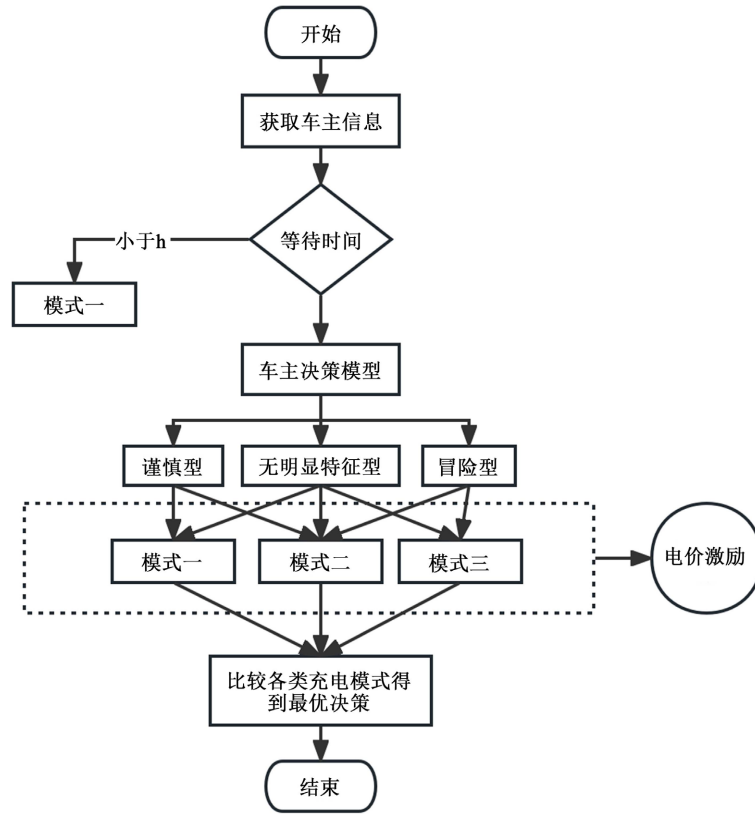 开始
获取车主信息
等待时间
小于h
模式一
车主决策模型
谨慎型
无明显特征型
冒险型
模式一
模式二
模式三
电价激励
比较各类充电模式得
到最优决策
结束